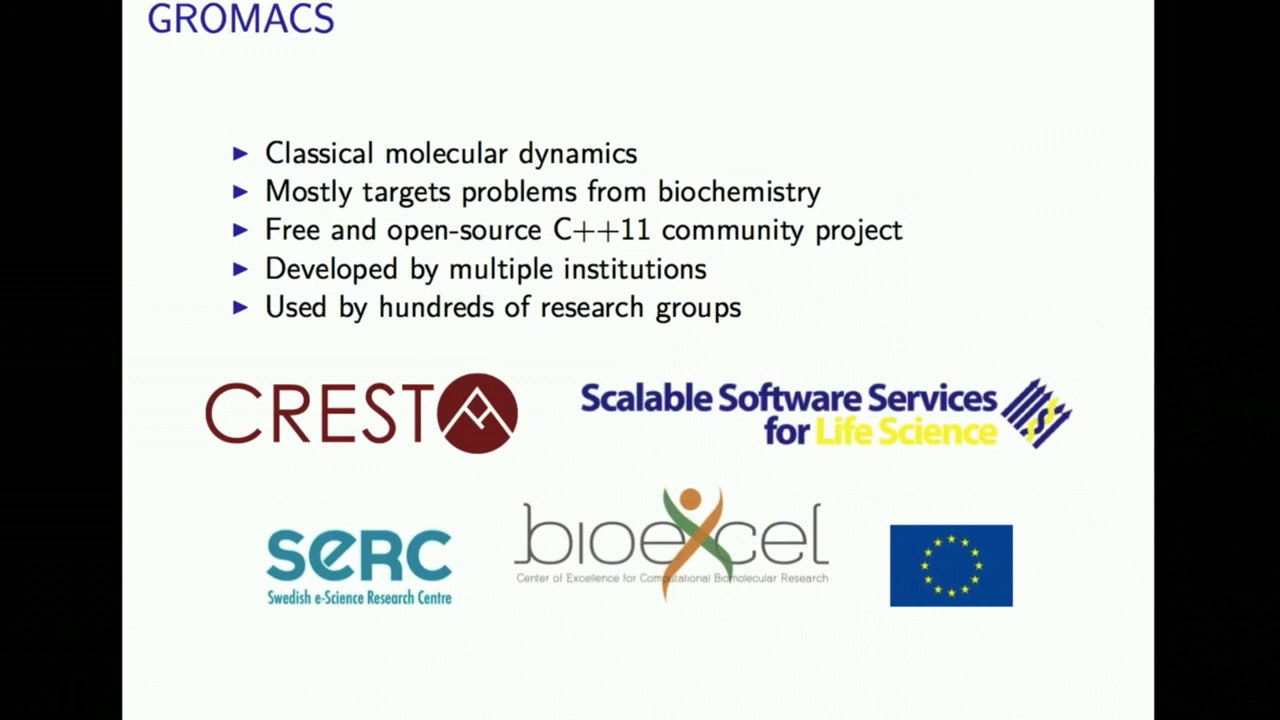 GROMACS
Classical molecular dynamics
Mostly targets problems from biochemistry
Free and open-source C++11 community project
Developed by multiple institutions
Used by hundreds of research groups
CRESTA
Scalable Software Services
for Life Science
SeRC
Swedish e-Science Research Centre
bioexcel
Center of Excellence for Computational Biomolecular Research